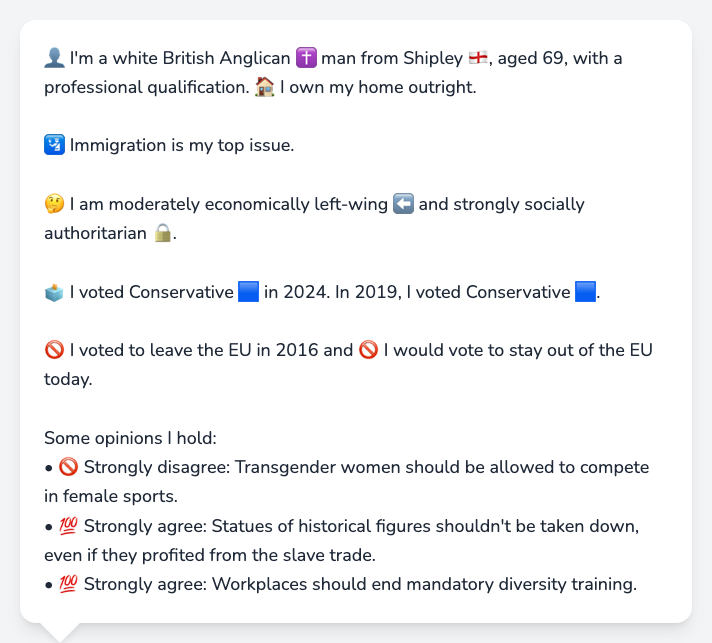 👤 I'm a white British Anglican ✝️ man from Shipley 🏴󠁧󠁢󠁥󠁮󠁧󠁿, aged 69, with a
professional qualification. 🏠 I own my home outright.
🛂 Immigration is my top issue.
🤔 I am moderately economically left-wing ⬅️ and strongly socially
authoritarian 🔒.
🗳️ I voted Conservative 🟦 in 2024. In 2019, I voted Conservative 🟦.
🚫 I voted to leave the EU in 2016 and 🚫 I would vote to stay out of the EU
today.
Some opinions I hold:
• 🚫 Strongly disagree: Transgender women should be allowed to compete
in female sports.
• 💯 Strongly agree: Statues of historical figures shouldn't be taken down,
even if they profited from the slave trade.
• 💯 Strongly agree: Workplaces should end mandatory diversity training.